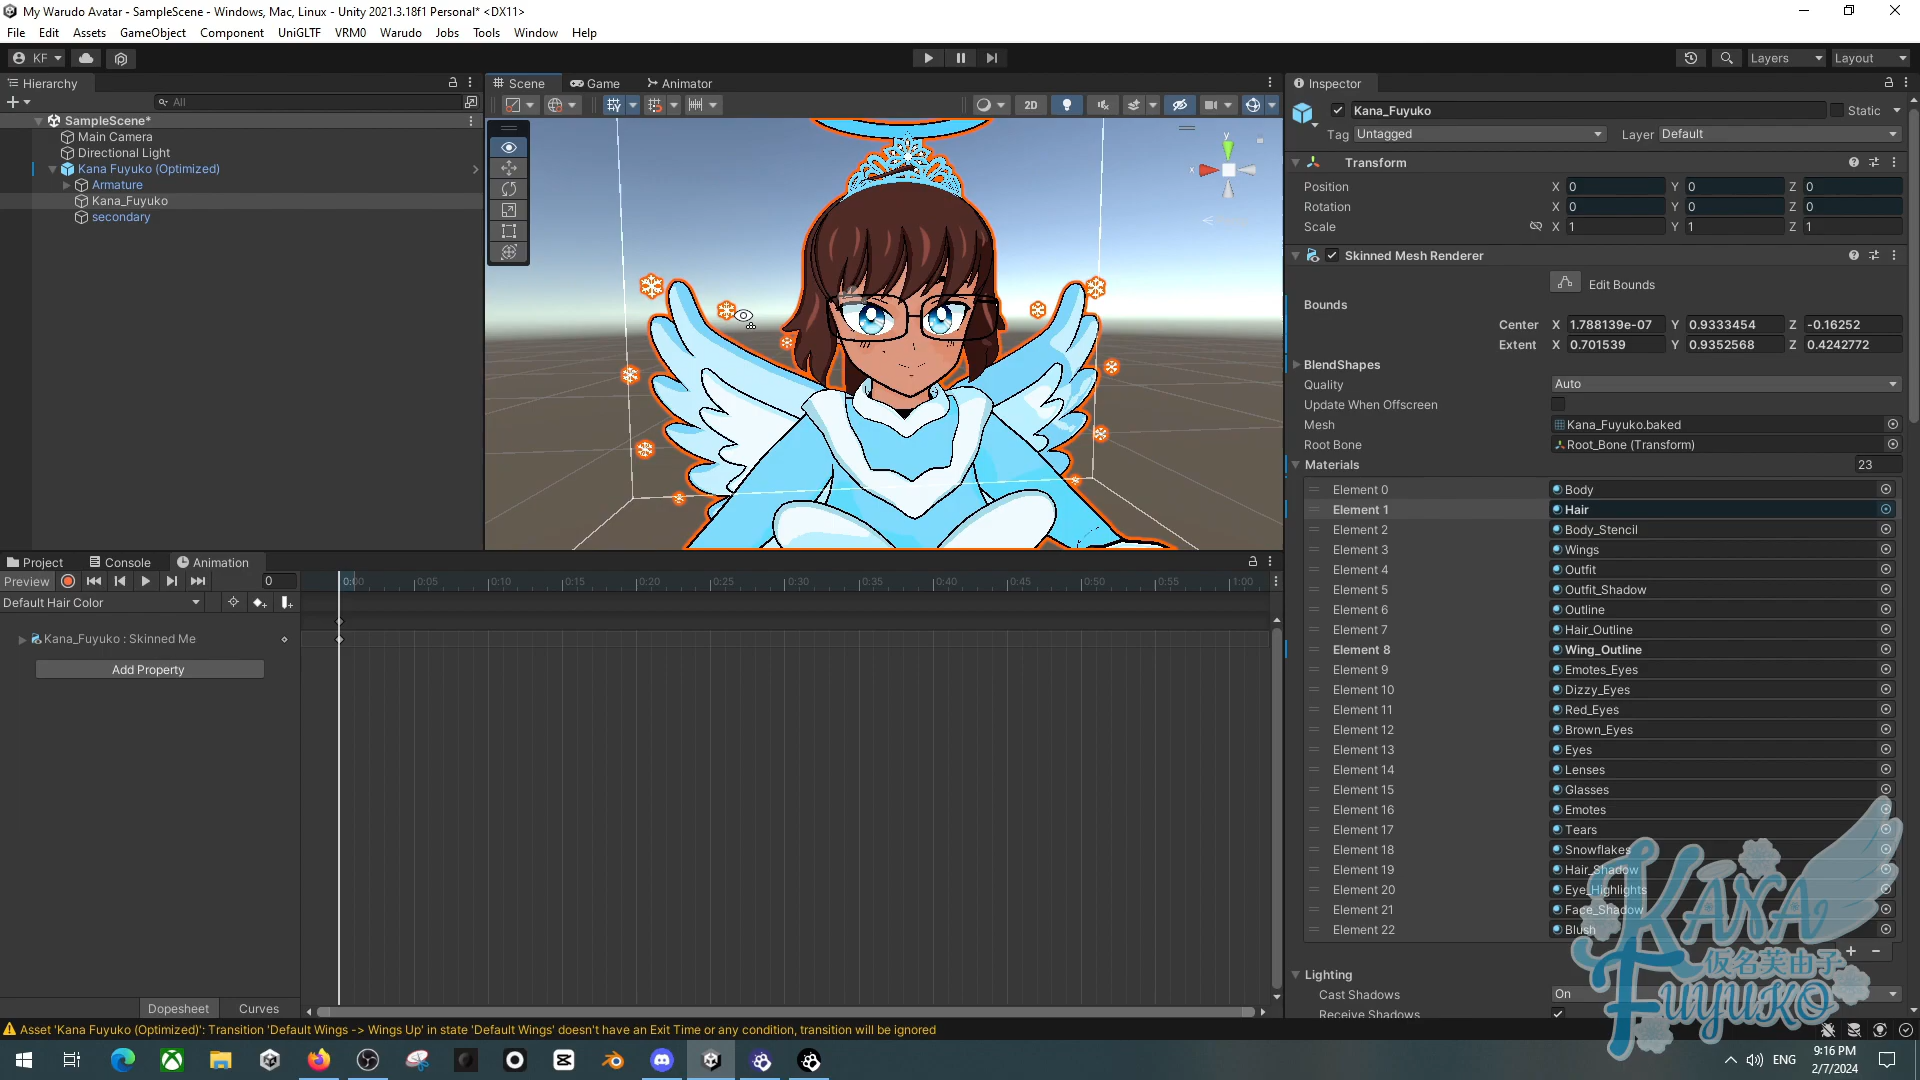 My Warudo Avatar - SampleScene - Windows, Mac, Linux - Unity 2021.3.18f1 Personal* <DX11>
File Edit Assets GameObject Component UniGLTF VRM0 Warudo Jobs Tools Window Help
KF
Layers
Layout
Hierarchy
All
SampleScene*
Main Camera
Directional Light
Kana Fuyuko (Optimized)
Armature
Kana_Fuyuko
secondary
Scene
Game
Animator
2D
y
x
Inspector
Kana_Fuyuko
Static
Tag Untagged
Layer Default
Transform
Position X 0 Y 0 Z 0
Rotation X 0 Y 0 Z 0
Scale X 1 Y 1 Z 1
Skinned Mesh Renderer
Edit Bounds
Bounds
Center X 1.788139e-07 Y 0.9333454 Z -0.16252
Extent X 0.701539 Y 0.9352568 Z 0.4242772
BlendShapes
Quality Auto
Update When Offscreen
Mesh Kana_Fuyuko.baked
Root Bone Root_Bone (Transform)
Materials 23
Element 0 Body
Element 1 Hair
Element 2 Body_Stencil
Element 3 Wings
Element 4 Outfit
Element 5 Outfit_Shadow
Element 6 Outline
Element 7 Hair_Outline
Element 8 Wing_Outline
Element 9 Emotes_Eyes
Element 10 Dizzy_Eyes
Element 11 Red_Eyes
Element 12 Brown_Eyes
Element 13 Eyes
Element 14 Lenses
Element 15 Glasses
Element 16 Emotes
Element 17 Tears
Element 18 Snowflakes
Element 19 Hair_Shadow
Element 20 Eye_Highlights
Element 21 Face_Shadow
Element 22 Blush
Lighting
Cast Shadows On
Receive Shadows
KANA
仮名芙由子
FUYUKO
Project
Console
Animation
Preview
0
0:00 0:05 0:10 0:15 0:20 0:25 0:30 0:35 0:40 0:45 0:50 0:55 1:00
Default Hair Color
Kana_Fuyuko : Skinned Me
Add Property
Dopesheet
Curves
Asset 'Kana Fuyuko (Optimized)': Transition 'Default Wings -> Wings Up' in state 'Default Wings' doesn't have an Exit Time or any condition, transition will be ignored
ENG
9:16 PM
2/7/2024